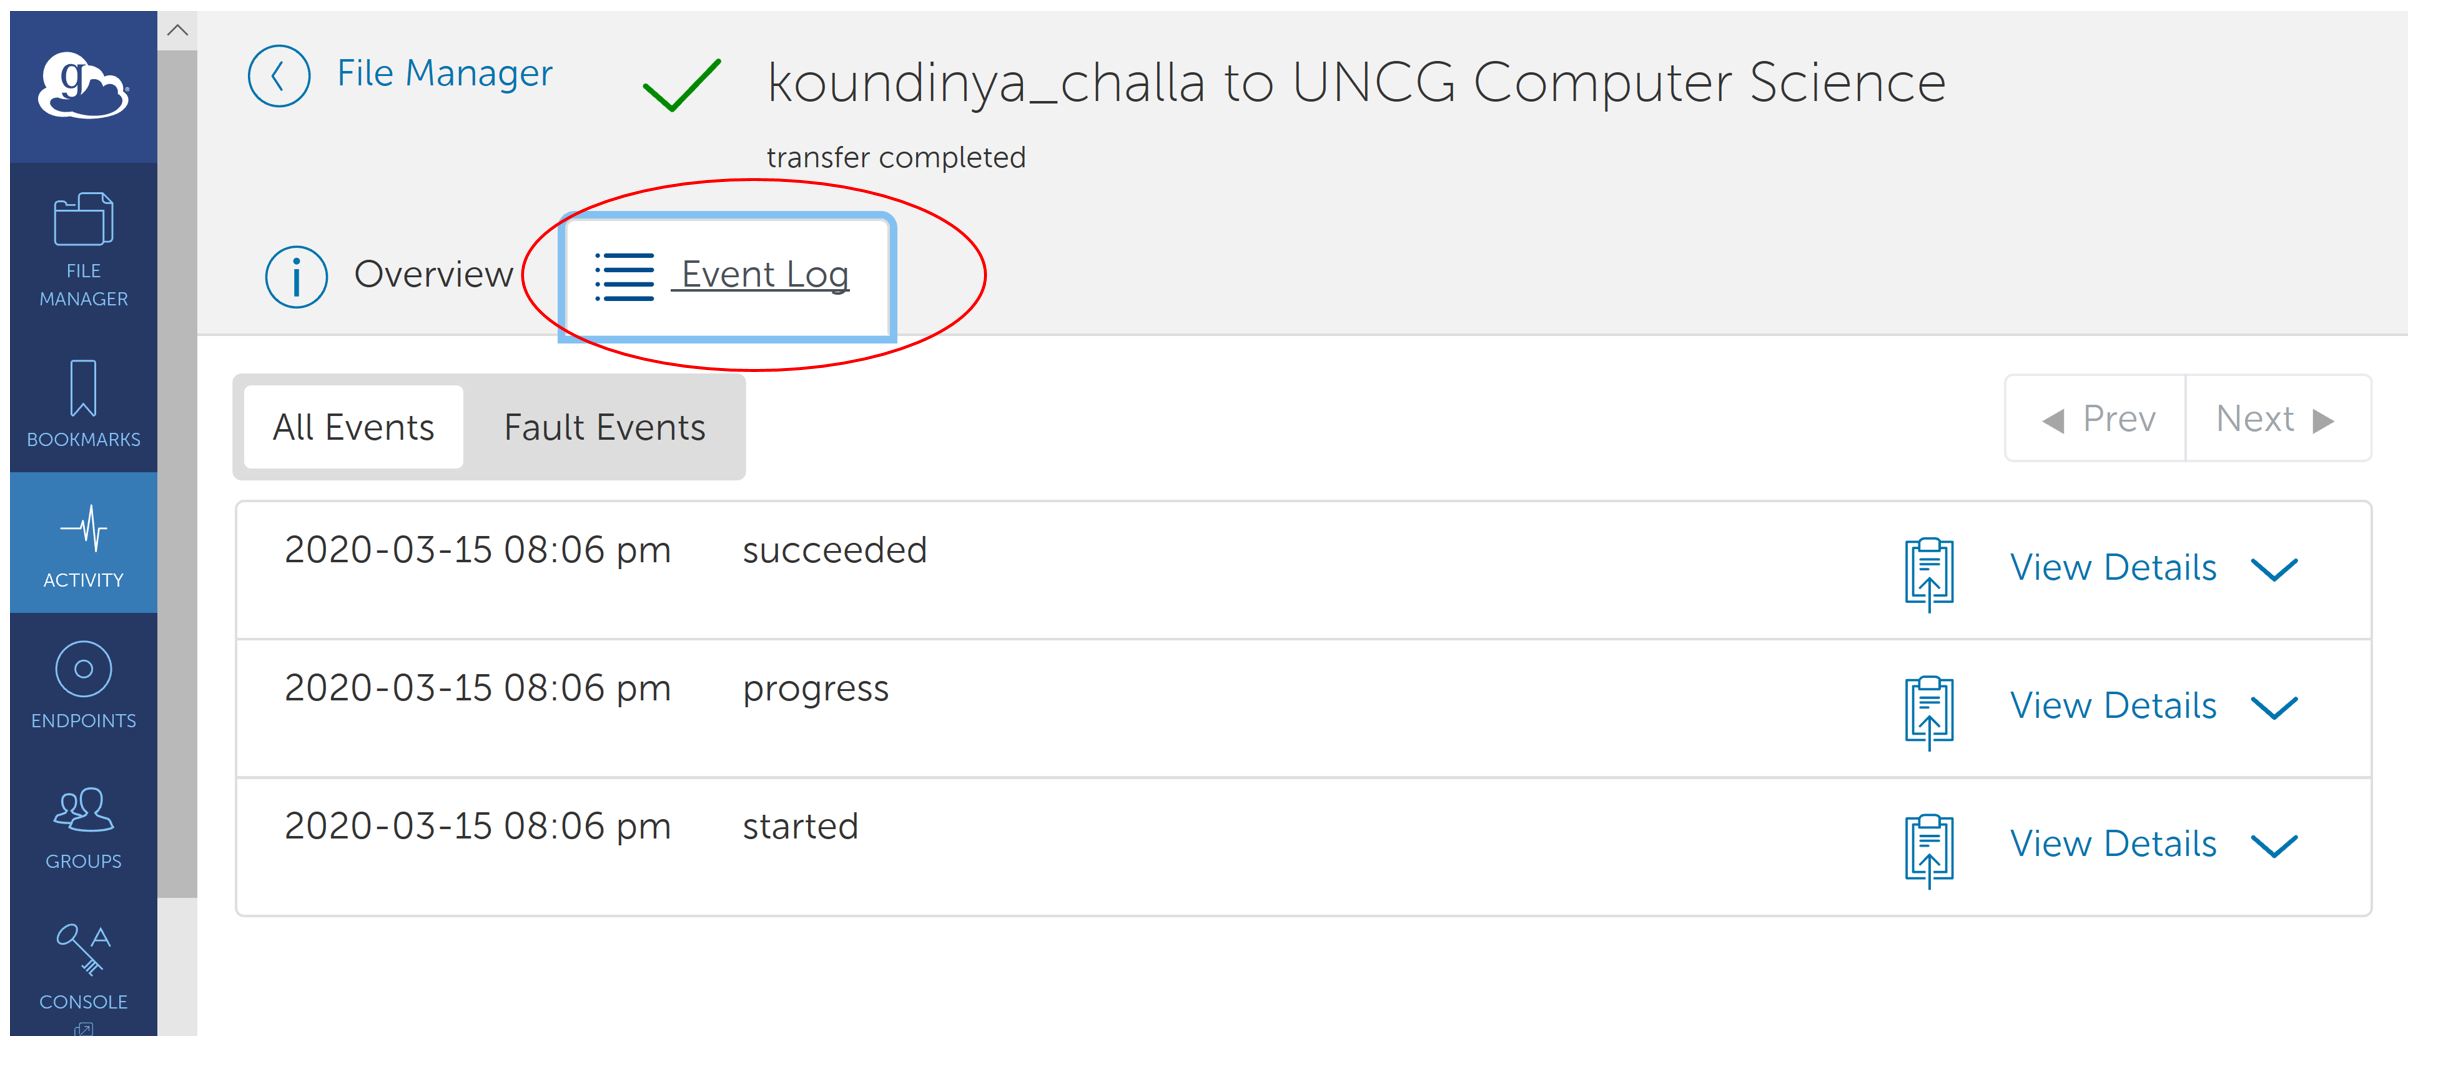 g
FILE
MANAGER
BOOKMARKS
ACTIVITY
ENDPOINTS
GROUPS
CONSOLE
File Manager
koundinya_challa to UNCG Computer Science
transfer completed
Overview
Event Log
All Events
Fault Events
Prev
Next
2020-03-15 08:06 pm succeeded View Details
2020-03-15 08:06 pm progress View Details
2020-03-15 08:06 pm started View Details